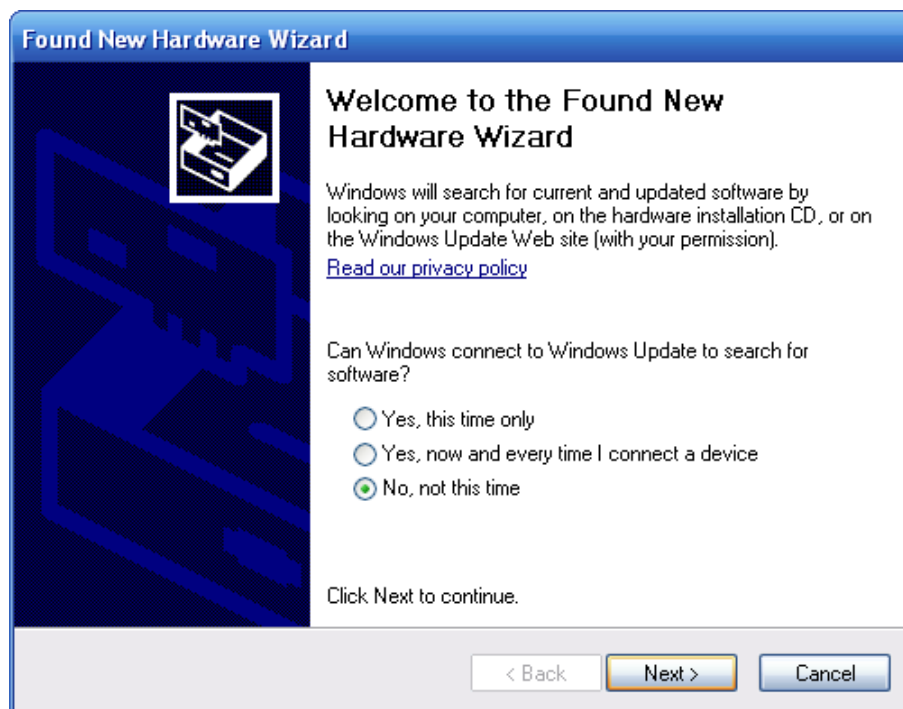 Found New Hardware Wizard
Welcome to the Found New
Hardware Wizard
Windows will search for current and updated software by
looking on your computer, on the hardware installation CD, or on
the Windows Update Web site (with your permission).
Read our privacy policy
Can Windows connect to Windows Update to search for
software?
Yes, this time only
Yes, now and every time I connect a device
No, not this time
Click Next to continue.
< Back
Next >
Cancel